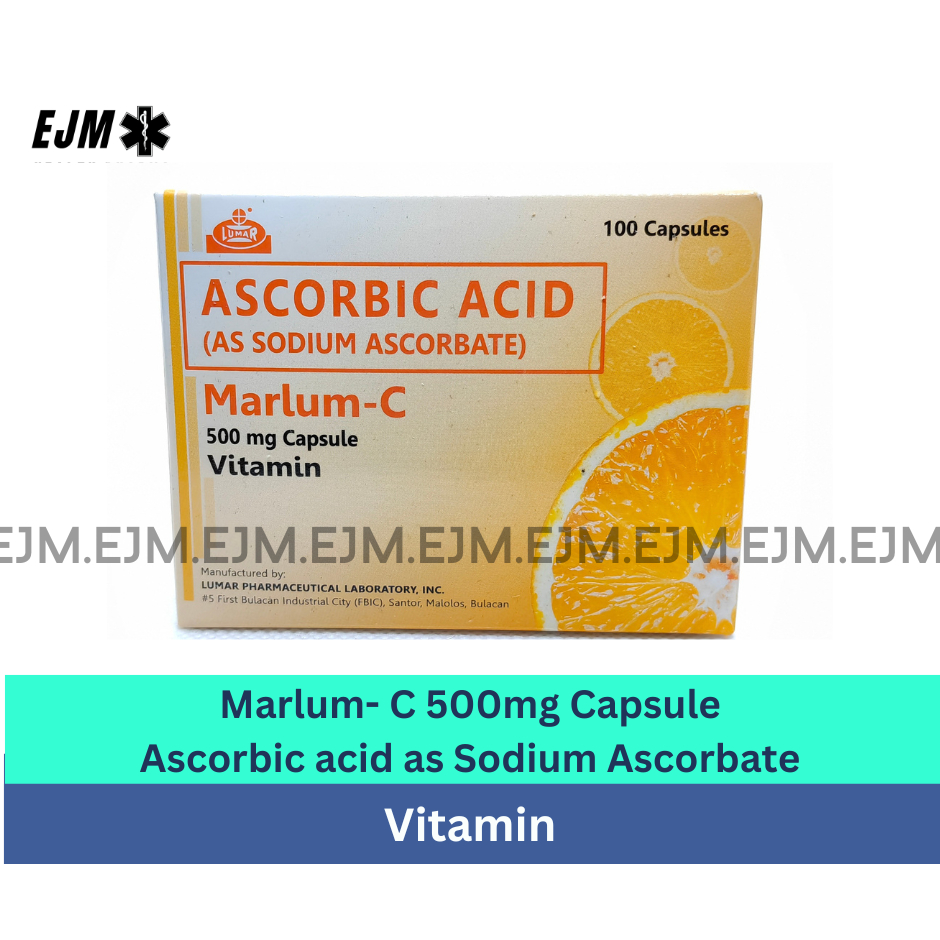 EJM
LUMAR
100 Capsules
ASCORBIC ACID
(AS SODIUM ASCORBATE)
Marlum-C
500 mg Capsule
Vitamin
EJM.EJM.EJM.EJM.EJM.EJM.EJM.EJM.EJM
Manufactured by:
LUMAR PHARMACEUTICAL LABORATORY, INC.
#5 First Bulacan Industrial City (FBIC), Santor, Malolos, Bulacan
Marlum- C 500mg Capsule
Ascorbic acid as Sodium Ascorbate
Vitamin